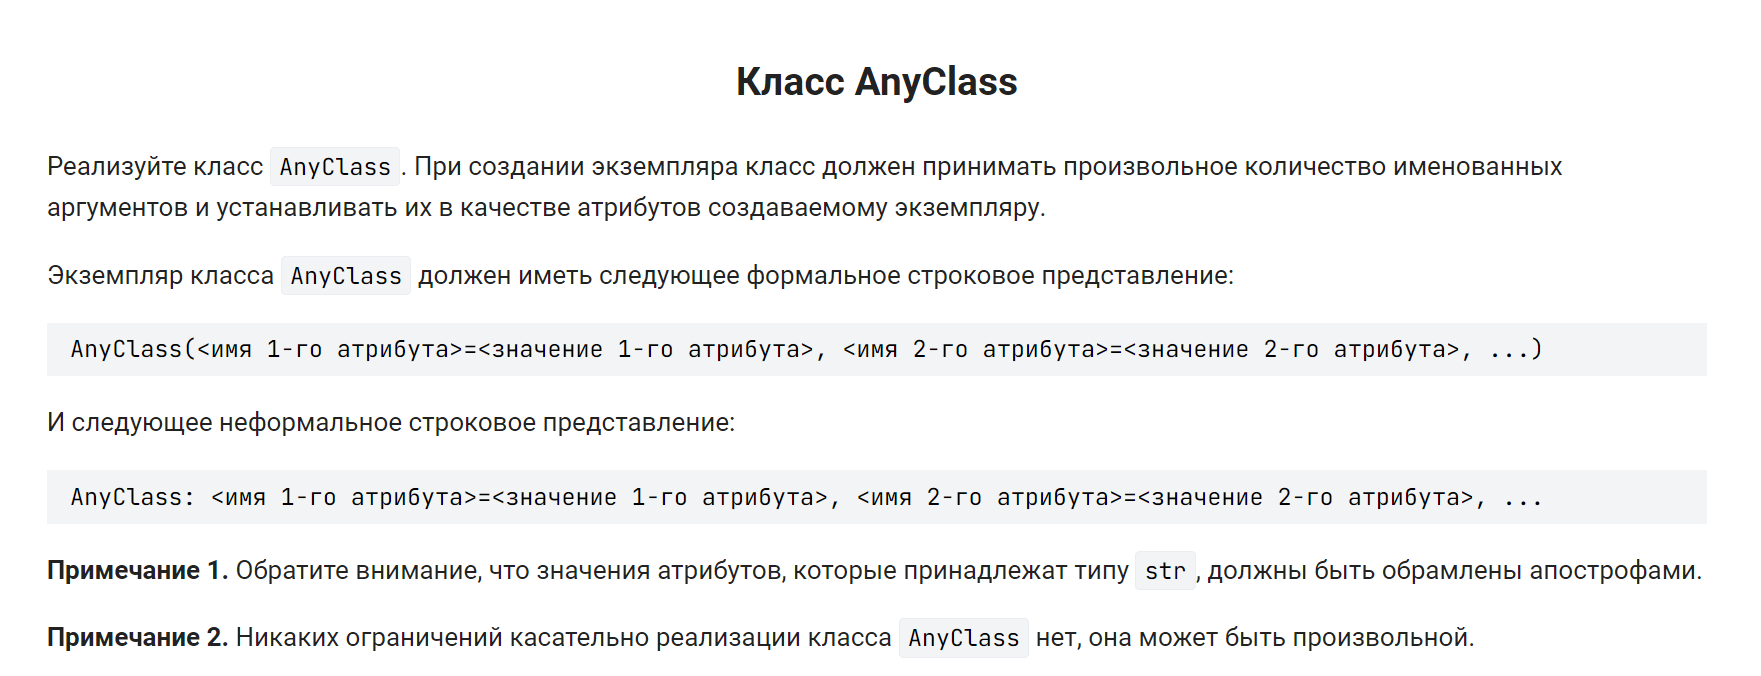 Класс AnyClass
Реализуйте класс AnyClass. При создании экземпляра класс должен принимать произвольное количество именованных
аргументов и устанавливать их в качестве атрибутов создаваемому экземпляру.
Экземпляр класса AnyClass должен иметь следующее формальное строковое представление:
AnyClass(<имя 1-го атрибута>=<значение 1-го атрибута>, <имя 2-го атрибута>=<значение 2-го атрибута>, ...)
И следующее неформальное строковое представление:
AnyClass: <имя 1-го атрибута>=<значение 1-го атрибута>, <имя 2-го атрибута>=<значение 2-го атрибута>, ...
Примечание 1. Обратите внимание, что значения атрибутов, которые принадлежат типу str, должны быть обрамлены апострофами.
Примечание 2. Никаких ограничений касательно реализации класса AnyClass нет, она может быть произвольной.